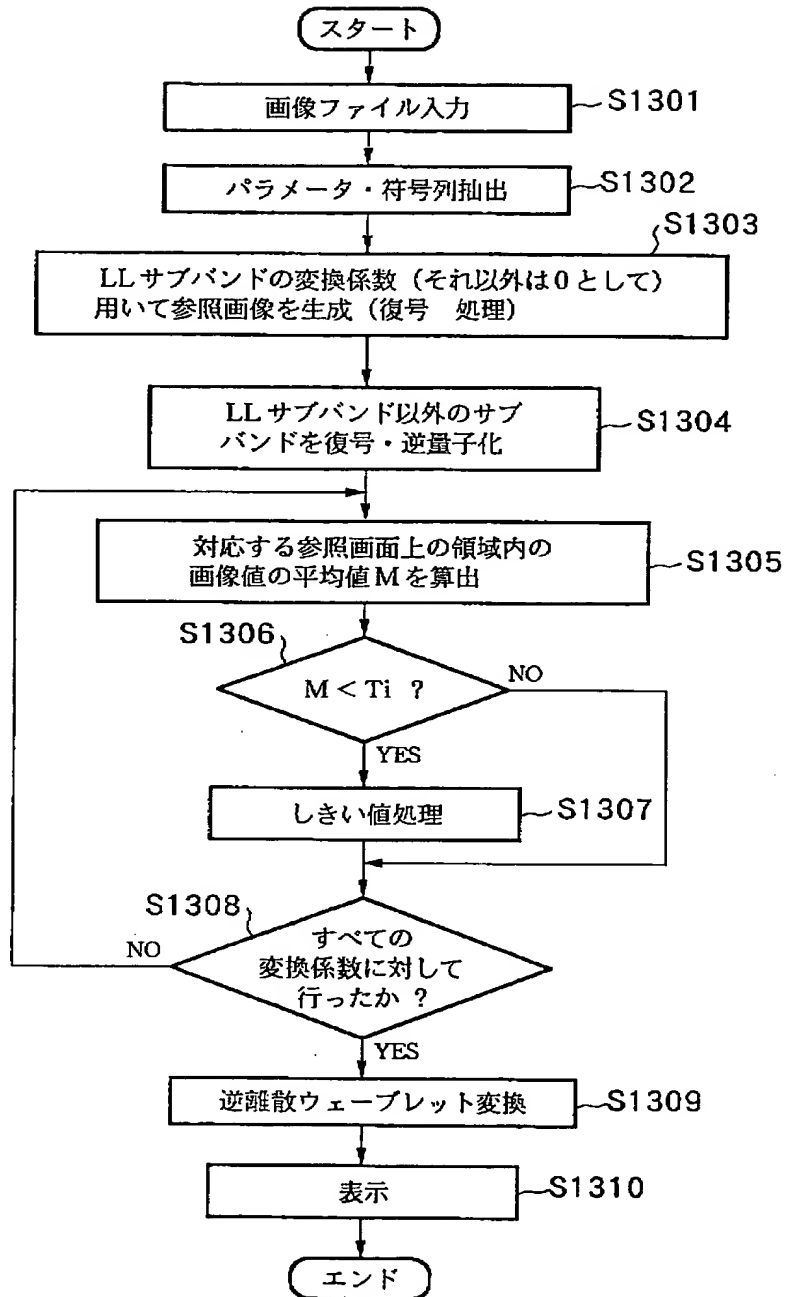 スタート
画像ファイル入力
S1301
パラメータ・符号列抽出
S1302
S1303
LLサブバンドの変換係数(それ以外は0として)
用いて参照画像を生成(復号 処理)
LLサブバンド以外のサブ
バンドを復号・逆量子化
S1304
対応する参照画面上の領域内の
画像値の平均値Mを算出
S1305
S1306
M < Ti ?
NO
YES
しきい値処理
S1307
S1308
すべての
変換係数に対して
行ったか ?
NO
YES
逆離散ウェーブレット変換
S1309
表示
S1310
エンド